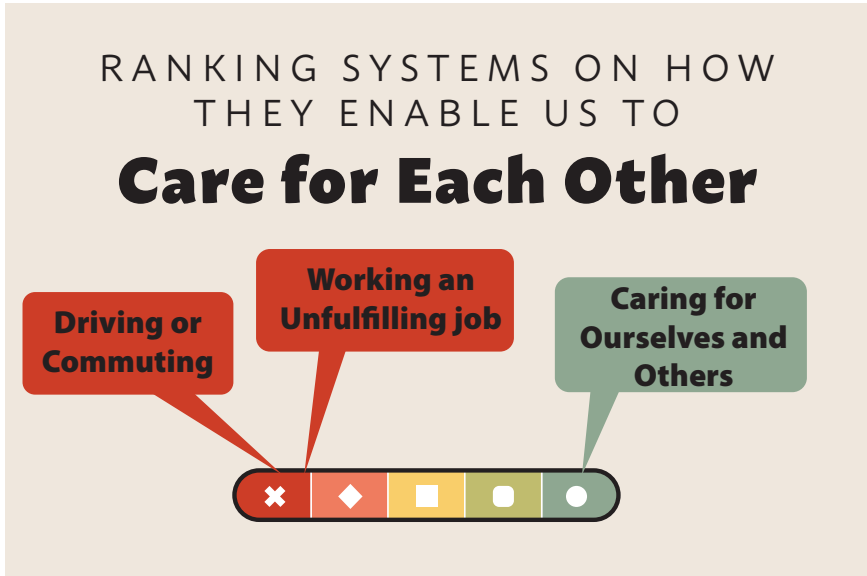 RANKING SYSTEMS ON HOW
THEY ENABLE US TO
Care for Each Other
Driving or
Commuting
Working an
Unfulfilling job
Caring for
Ourselves and
Others